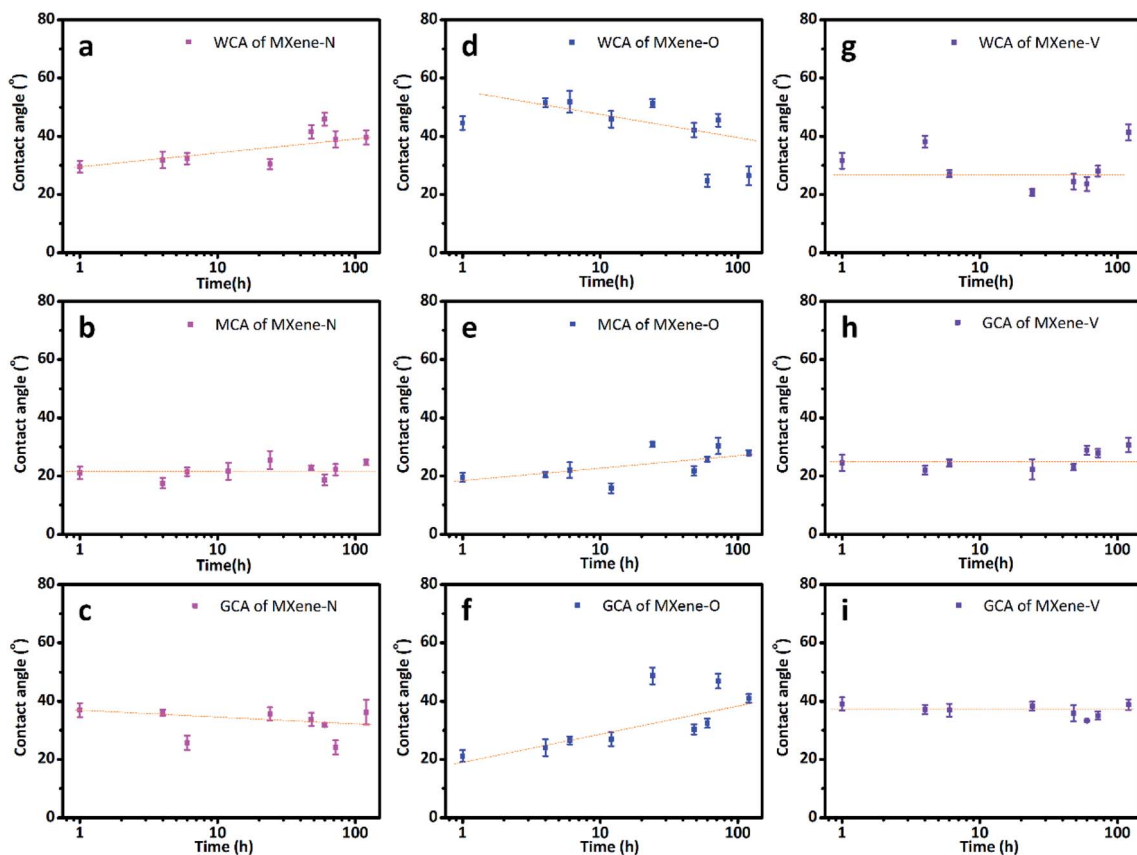 a
WCA of MXene-N
Contact angle (°)
80
60
40
20
0
1
10
100
Time(h)
d
WCA of MXene-O
Contact angle (°)
80
60
40
20
0
1
10
100
Time(h)
g
WCA of MXene-V
Contact angle (°)
80
60
40
20
0
1
10
100
Time(h)
b
MCA of MXene-N
Contact angle (°)
80
60
40
20
0
1
10
100
Time(h)
e
MCA of MXene-O
Contact angle (°)
80
60
40
20
0
1
10
100
Time (h)
h
GCA of MXene-V
Contact angle (°)
80
60
40
20
0
1
10
100
Time(h)
c
GCA of MXene-N
Contact angle (°)
80
60
40
20
0
1
10
100
Time (h)
f
GCA of MXene-O
Contact angle (°)
80
60
40
20
0
1
10
100
Time (h)
i
GCA of MXene-V
Contact angle (°)
80
60
40
20
0
1
10
100
Time (h)